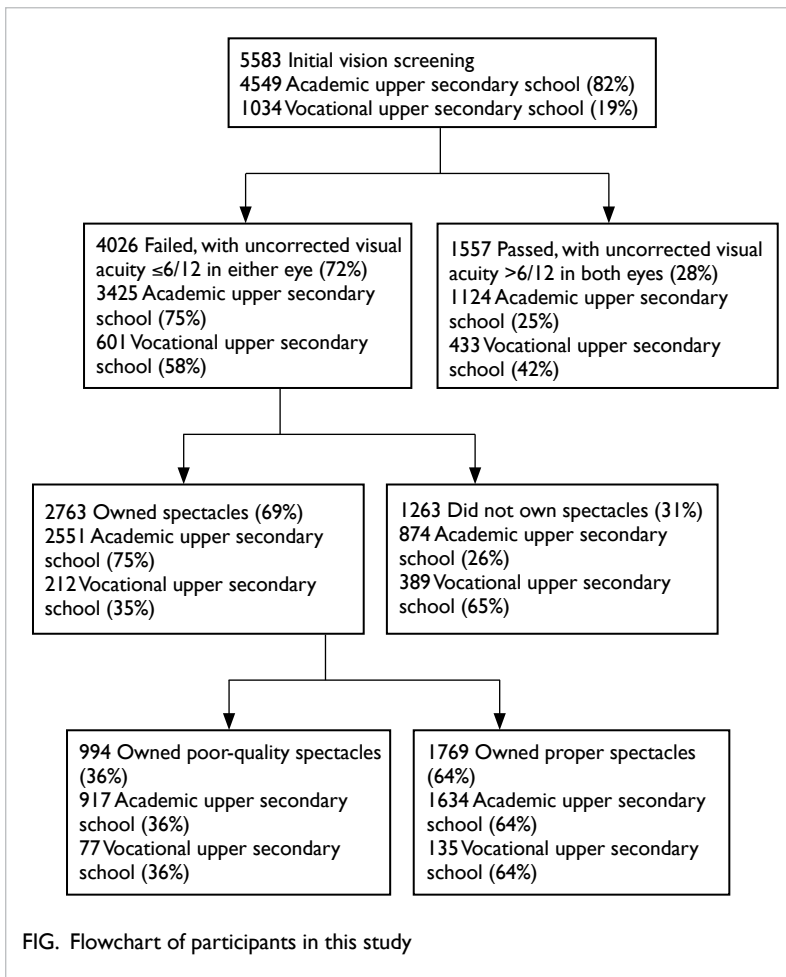 5583 Initial vision screening
4549 Academic upper secondary school (82%)
1034 Vocational upper secondary school (19%)
4026 Failed, with uncorrected visual
acuity ≤6/12 in either eye (72%)
3425 Academic upper secondary
school (75%)
601 Vocational upper secondary
school (58%)
1557 Passed, with uncorrected visual
acuity >6/12 in both eyes (28%)
1124 Academic upper secondary
school (25%)
433 Vocational upper secondary
school (42%)
2763 Owned spectacles (69%)
2551 Academic upper secondary
school (75%)
212 Vocational upper secondary
school (35%)
1263 Did not own spectacles (31%)
874 Academic upper secondary
school (26%)
389 Vocational upper secondary
school (65%)
994 Owned poor-quality spectacles
(36%)
917 Academic upper secondary
school (36%)
77 Vocational upper secondary
school (36%)
1769 Owned proper spectacles
(64%)
1634 Academic upper secondary
school (64%)
135 Vocational upper secondary
school (64%)
FIG. Flowchart of participants in this study